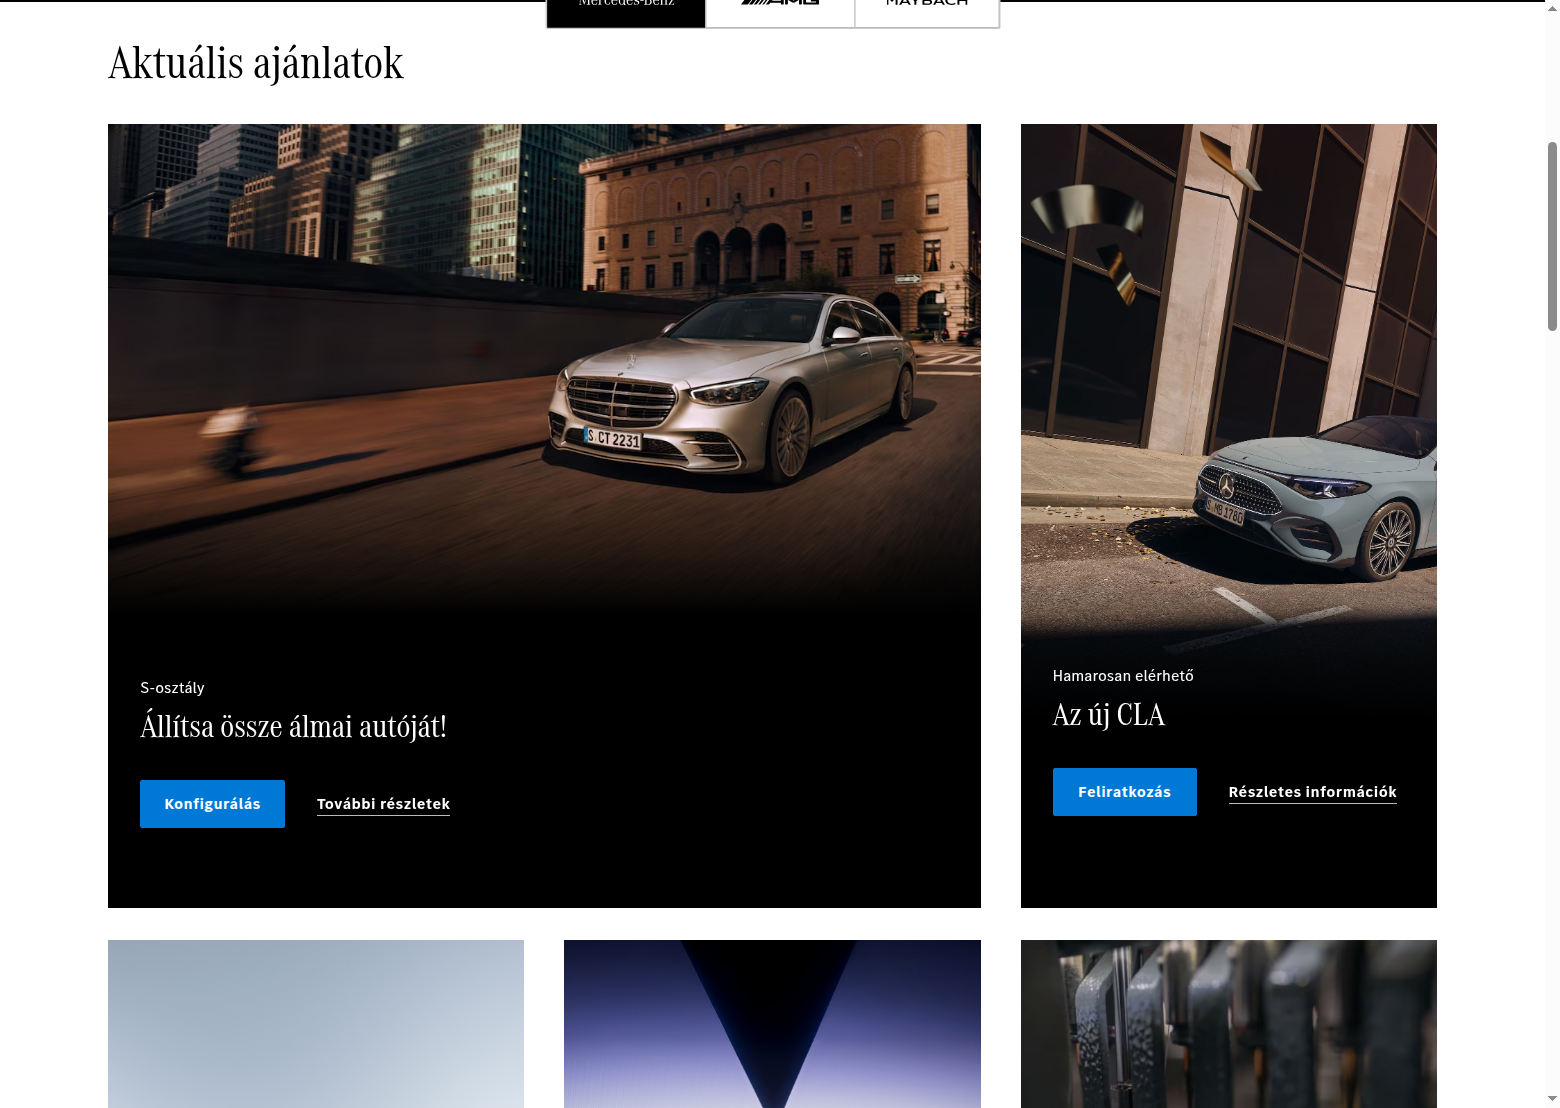 Mercedes-Benz
AMG
MAYBACH
Aktuális ajánlatok
S CT 2231
S MB 1780
S-osztály
Állítsa össze álmai autóját!
Konfigurálás
További részletek
Hamarosan elérhető
Az új CLA
Feliratkozás
Részletes információk